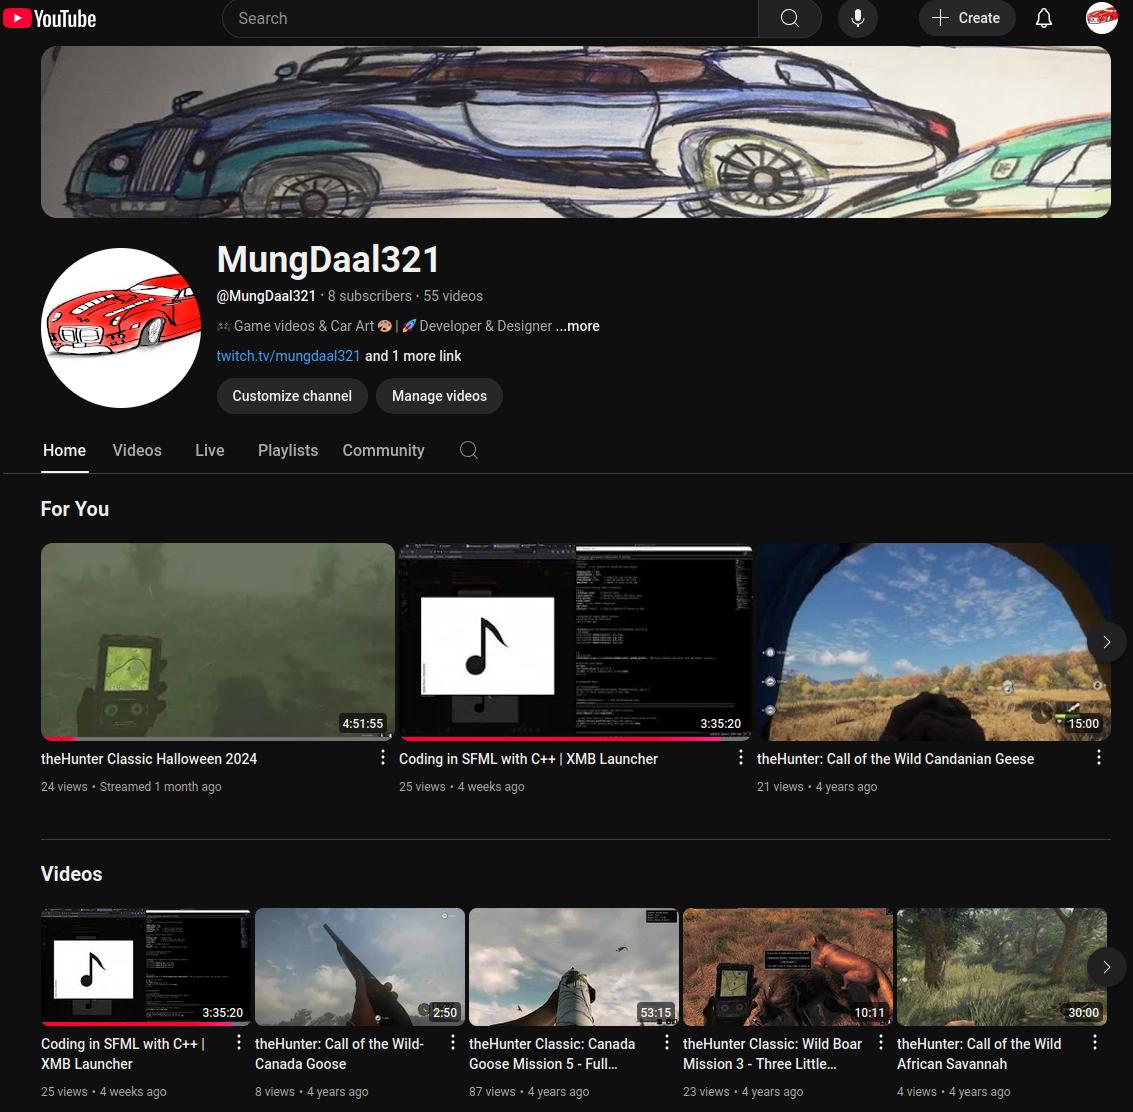 YouTube
Search
Create
MungDaal321
@MungDaal321 · 8 subscribers · 55 videos
🎮 Game videos & Car Art 🎨 | 🚀 Developer & Designer ...more
twitch.tv/mungdaal321 and 1 more link
Customize channel
Manage videos
Home
Videos
Live
Playlists
Community
For You
4:51:55
3:35:20
15:00
theHunter Classic Halloween 2024
24 views • Streamed 1 month ago
Coding in SFML with C++ | XMB Launcher
25 views • 4 weeks ago
theHunter: Call of the Wild Candanian Geese
21 views • 4 years ago
Videos
3:35:20
2:50
53:15
10:11
30:00
Coding in SFML with C++ |
XMB Launcher
25 views • 4 weeks ago
theHunter: Call of the Wild-
Canada Goose
8 views • 4 years ago
theHunter Classic: Canada
Goose Mission 5 - Full...
87 views • 4 years ago
theHunter Classic: Wild Boar
Mission 3 - Three Little...
23 views • 4 years ago
theHunter: Call of the Wild
African Savannah
4 views • 4 years ago